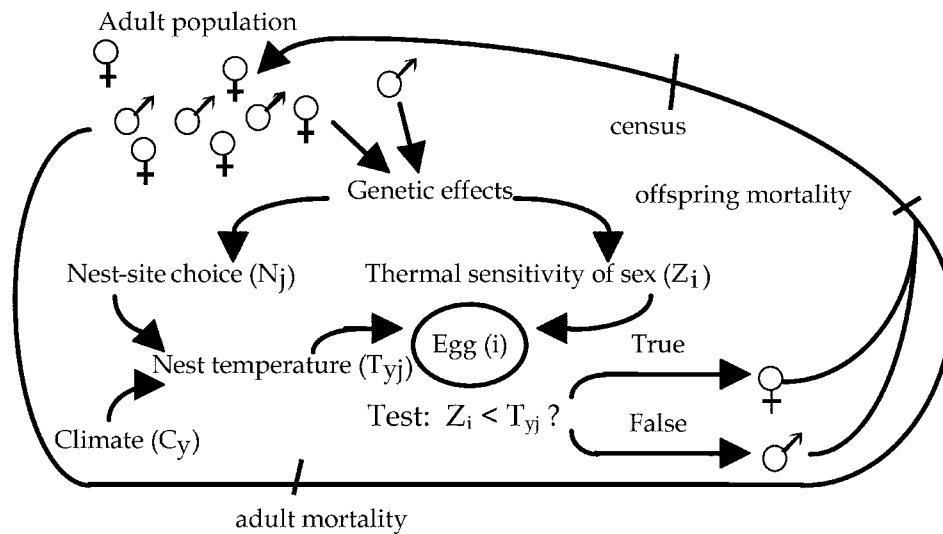 Adult population
census
Genetic effects
offspring mortality
Nest-site choice (Nj)
Thermal sensitivity of sex (Zi)
Egg (i)
True
Nest temperature (Tyj)
Test: Zi < Tyj ?
False
Climate (Cy)
adult mortality